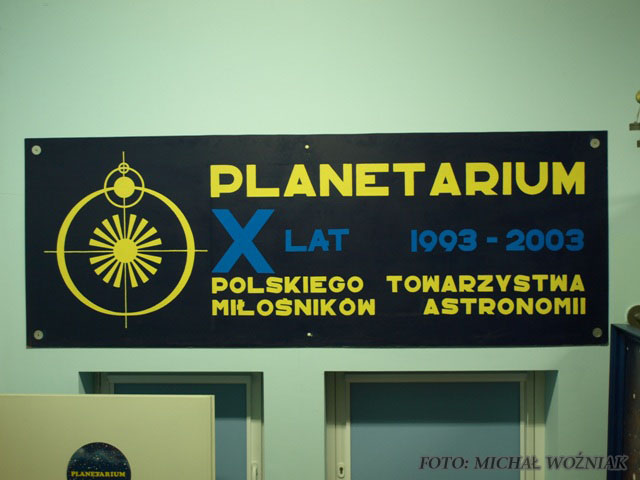 PLANETARIUM
X LAT 1993 - 2003
POLSKIEGO TOWARZYSTWA
MIŁOŚNIKÓW ASTRONOMII
PLANETARIUM
FOTO: MICHAŁ WOŹNIAK